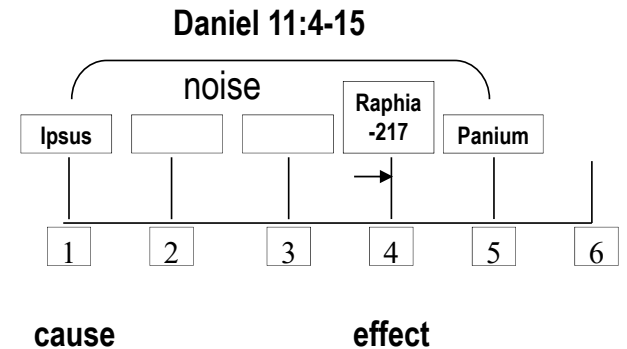 Daniel 11:4-15
noise
Ipsus
Raphia
-217
Panium
1 2 3 4 5 6
cause effect